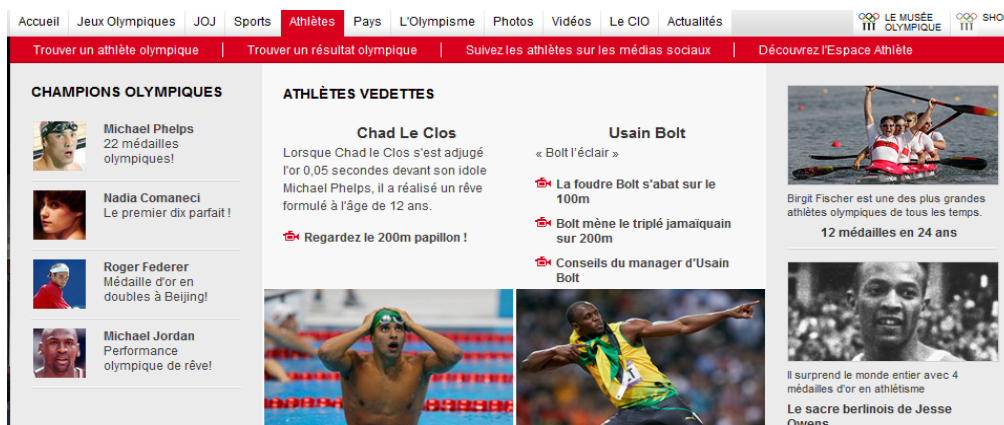 Accueil
Jeux Olympiques
JOJ
Sports
Athlètes
Pays
L'Olympisme
Photos
Vidéos
Le CIO
Actualités
LE MUSÉE
OLYMPIQUE
SHO
Trouver un athlète olympique
Trouver un résultat olympique
Suivez les athlètes sur les médias sociaux
Découvrez l'Espace Athlète
CHAMPIONS OLYMPIQUES
Michael Phelps
22 médailles
olympiques!
Nadia Comaneci
Le premier dix parfait !
Roger Federer
Médaille d'or en
doubles à Beijing!
Michael Jordan
Performance
olympique de rêve!
ATHLÈTES VEDETTES
Chad Le Clos
Lorsque Chad le Clos s'est adjugé
l'or 0,05 secondes devant son idole
Michael Phelps, il a réalisé un rêve
formulé à l'âge de 12 ans.
Regardez le 200m papillon !
Usain Bolt
« Bolt l'éclair »
La foudre Bolt s'abat sur le
100m
Bolt mène le triplé jamaïquain
sur 200m
Conseils du manager d'Usain
Bolt
Birgit Fischer est une des plus grandes
athlètes olympiques de tous les temps.
12 médailles en 24 ans
Il surprend le monde entier avec 4
médailles d'or en athlétisme
Le sacre berlinois de Jesse
Owens